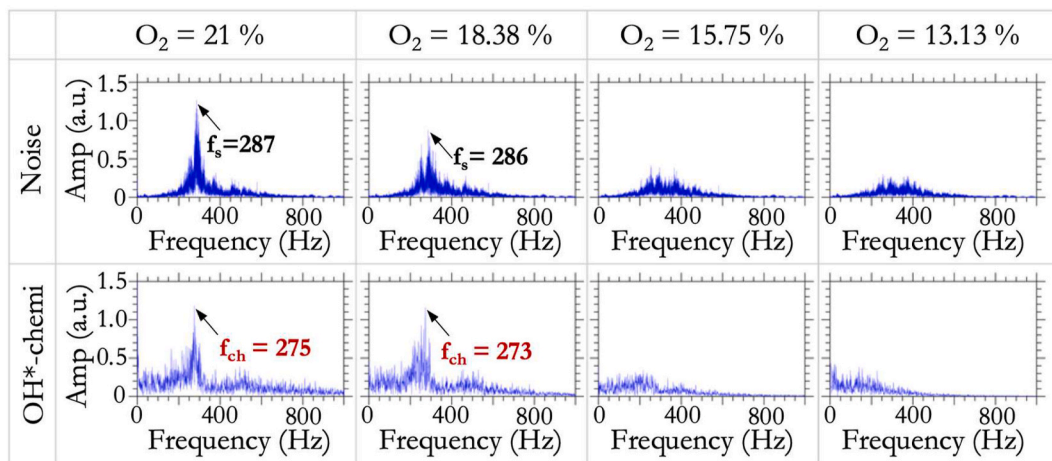 O₂ = 21 % O₂ = 18.38 % O₂ = 15.75 % O₂ = 13.13 %
Noise
Amp (a.u.)
1.5
1.0
0.5
0
fₛ=287
fₛ = 286
0 400 800 0 400 800 0 400 800 0 400 800
Frequency (Hz) Frequency (Hz) Frequency (Hz) Frequency (Hz)
OH*-chemi
Amp (a.u.)
1.5
1.0
0.5
0
f_ch = 275
f_ch = 273
0 400 800 0 400 800 0 400 800 0 400 800
Frequency (Hz) Frequency (Hz) Frequency (Hz) Frequency (Hz)